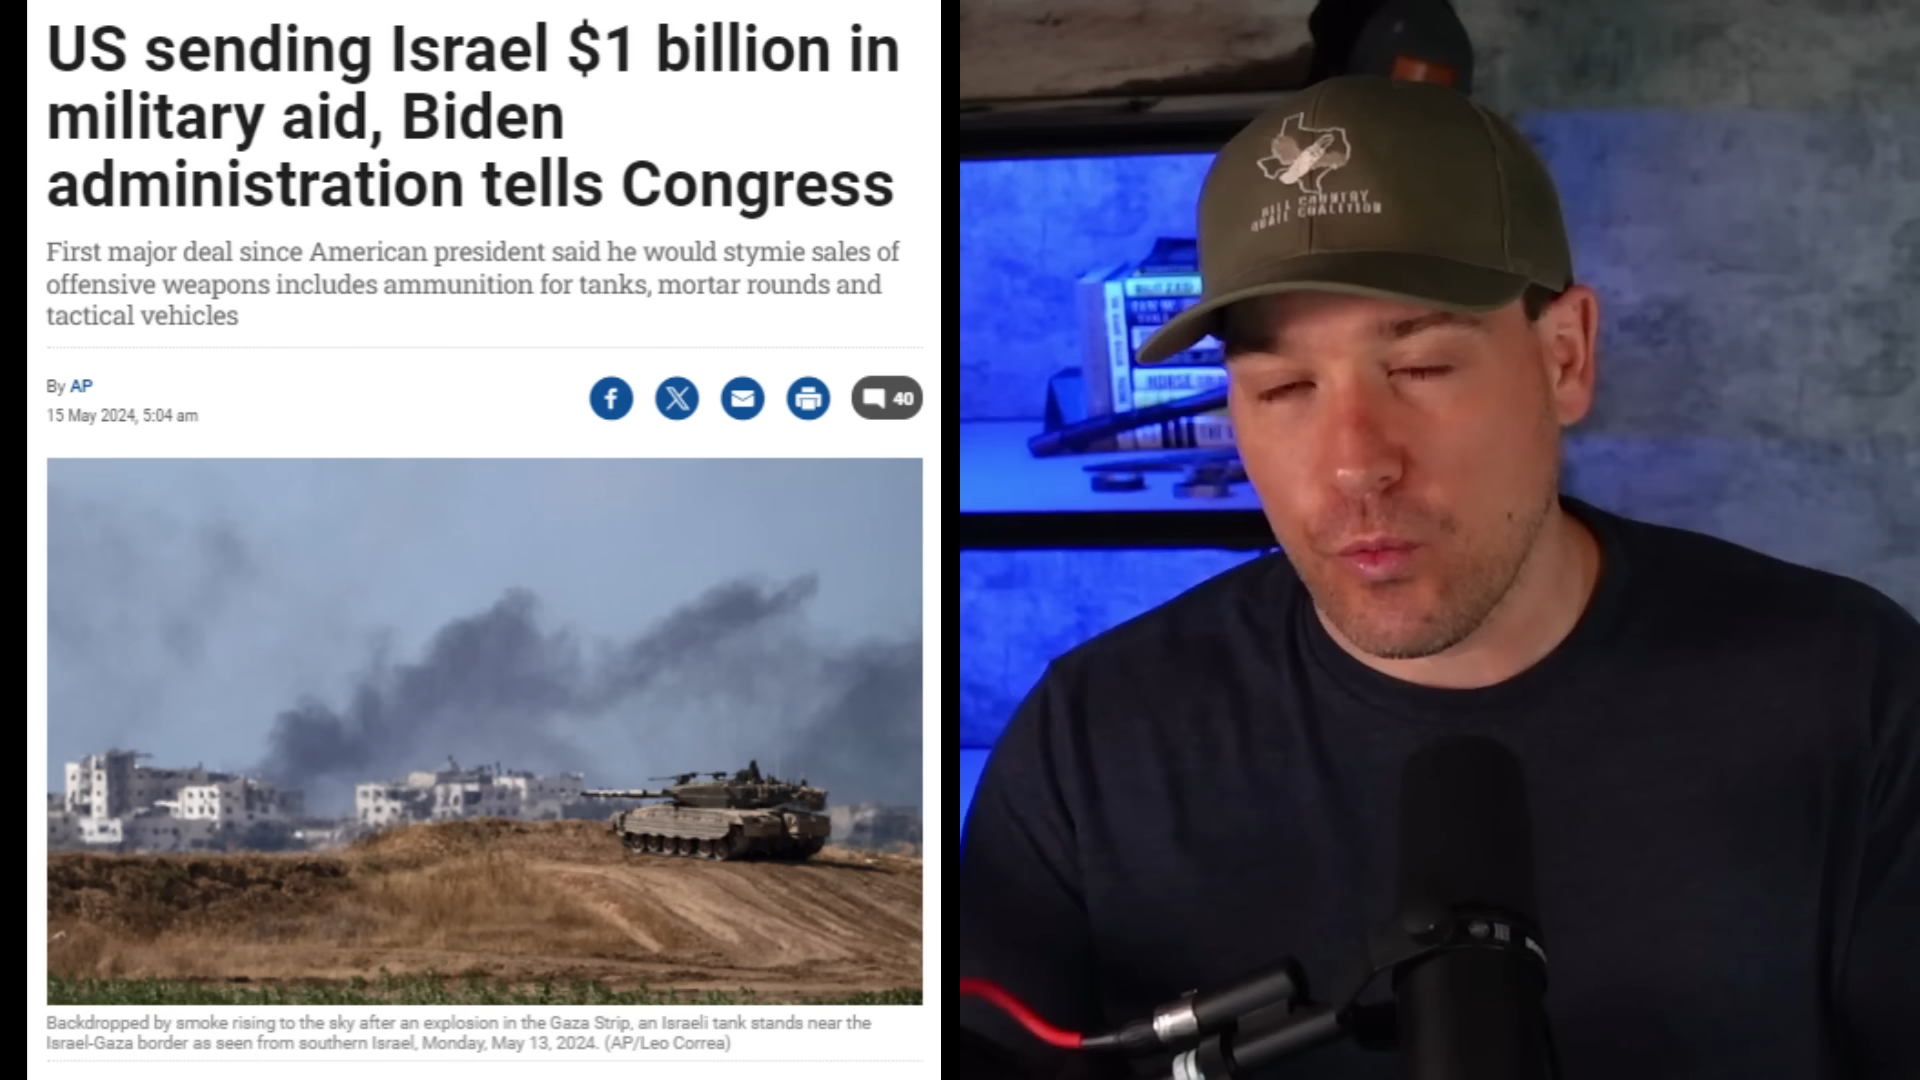 US sending Israel $1 billion in
military aid, Biden
administration tells Congress
First major deal since American president said he would stymie sales of
offensive weapons includes ammunition for tanks, mortar rounds and
tactical vehicles
By AP
15 May 2024, 5:04 am
40
Backdropped by smoke rising to the sky after an explosion in the Gaza Strip, an Israeli tank stands near the
Israel-Gaza border as seen from southern Israel, Monday, May 13, 2024. (AP/Leo Correa)
HILL COUNTRY
QUAIL COALITION